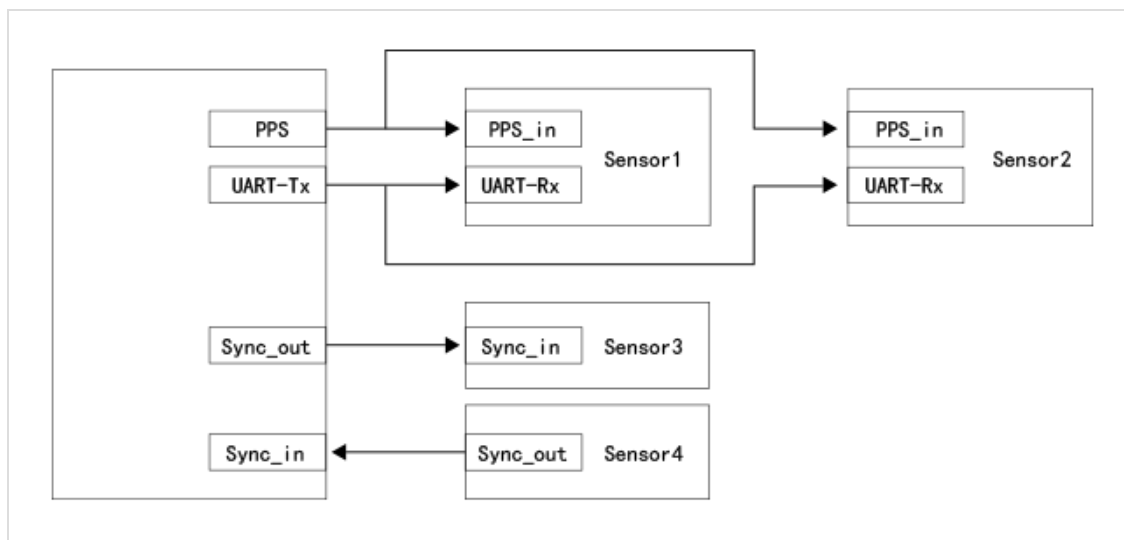 PPS
PPS_in
Sensor1
PPS_in
Sensor2
UART-Tx
UART-Rx
UART-Rx
Sync_out
Sync_in
Sensor3
Sync_in
Sync_out
Sensor4